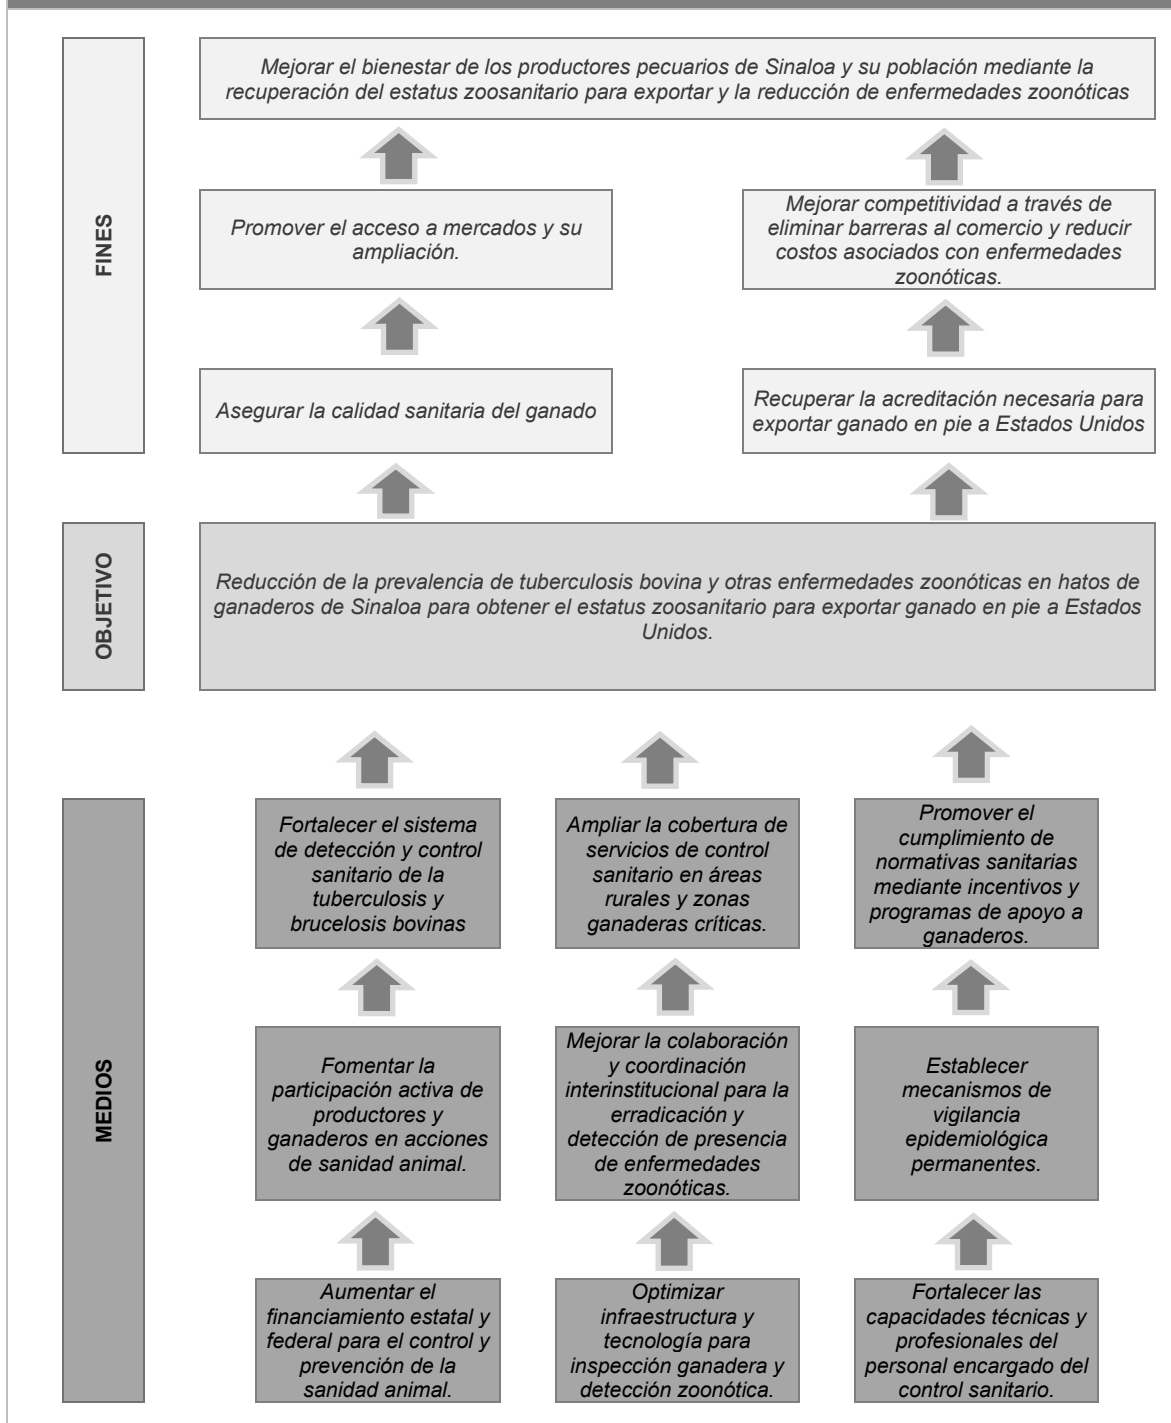 FINES
Mejorar el bienestar de los productores pecuarios de Sinaloa y su población mediante la
recuperación del estatus zoosanitario para exportar y la reducción de enfermedades zoonóticas
Promover el acceso a mercados y su
ampliación.
Mejorar competitividad a través de
eliminar barreras al comercio y reducir
costos asociados con enfermedades
zoonóticas.
Asegurar la calidad sanitaria del ganado
Recuperar la acreditación necesaria para
exportar ganado en pie a Estados Unidos
OBJETIVO
Reducción de la prevalencia de tuberculosis bovina y otras enfermedades zoonóticas en hatos de
ganaderos de Sinaloa para obtener el estatus zoosanitario para exportar ganado en pie a Estados
Unidos.
MEDIOS
Fortalecer el sistema
de detección y control
sanitario de la
tuberculosis y
brucelosis bovinas
Ampliar la cobertura de
servicios de control
sanitario en áreas
rurales y zonas
ganaderas críticas.
Promover el
cumplimiento de
normativas sanitarias
mediante incentivos y
programas de apoyo a
ganaderos.
Fomentar la
participación activa de
productores y
ganaderos en acciones
de sanidad animal.
Mejorar la colaboración
y coordinación
interinstitucional para la
erradicación y
detección de presencia
de enfermedades
zoonóticas.
Establecer
mecanismos de
vigilancia
epidemiológica
permanentes.
Aumentar el
financiamiento estatal y
federal para el control y
prevención de la
sanidad animal.
Optimizar
infraestructura y
tecnología para
inspección ganadera y
detección zoonótica.
Fortalecer las
capacidades técnicas y
profesionales del
personal encargado del
control sanitario.